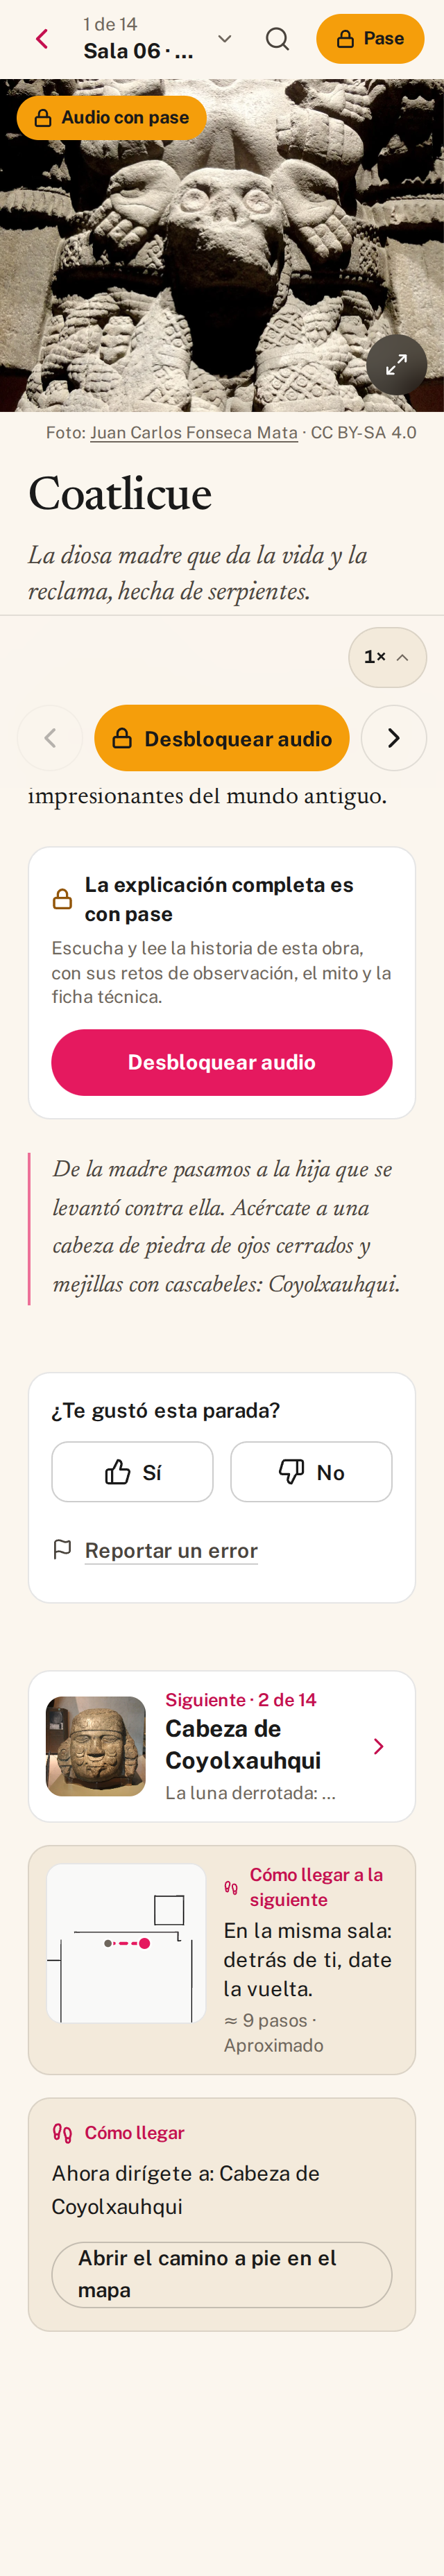 1 de 14
Sala 06 · ...
Pase
Audio con pase
Foto: Juan Carlos Fonseca Mata · CC BY-SA 4.0
Coatlicue
La diosa madre que da la vida y la
reclama, hecha de serpientes.
1×
Desbloquear audio
impresionantes del mundo antiguo.
La explicación completa es
con pase
Escucha y lee la historia de esta obra,
con sus retos de observación, el mito y la
ficha técnica.
Desbloquear audio
De la madre pasamos a la hija que se
levantó contra ella. Acércate a una
cabeza de piedra de ojos cerrados y
mejillas con cascabeles: Coyolxauhqui.
¿Te gustó esta parada?
Sí
No
Reportar un error
Siguiente · 2 de 14
Cabeza de
Coyolxauhqui
La luna derrotada: ...
Cómo llegar a la
siguiente
En la misma sala:
detrás de ti, date
la vuelta.
≈ 9 pasos ·
Aproximado
Cómo llegar
Ahora dirígete a: Cabeza de
Coyolxauhqui
Abrir el camino a pie en el
mapa